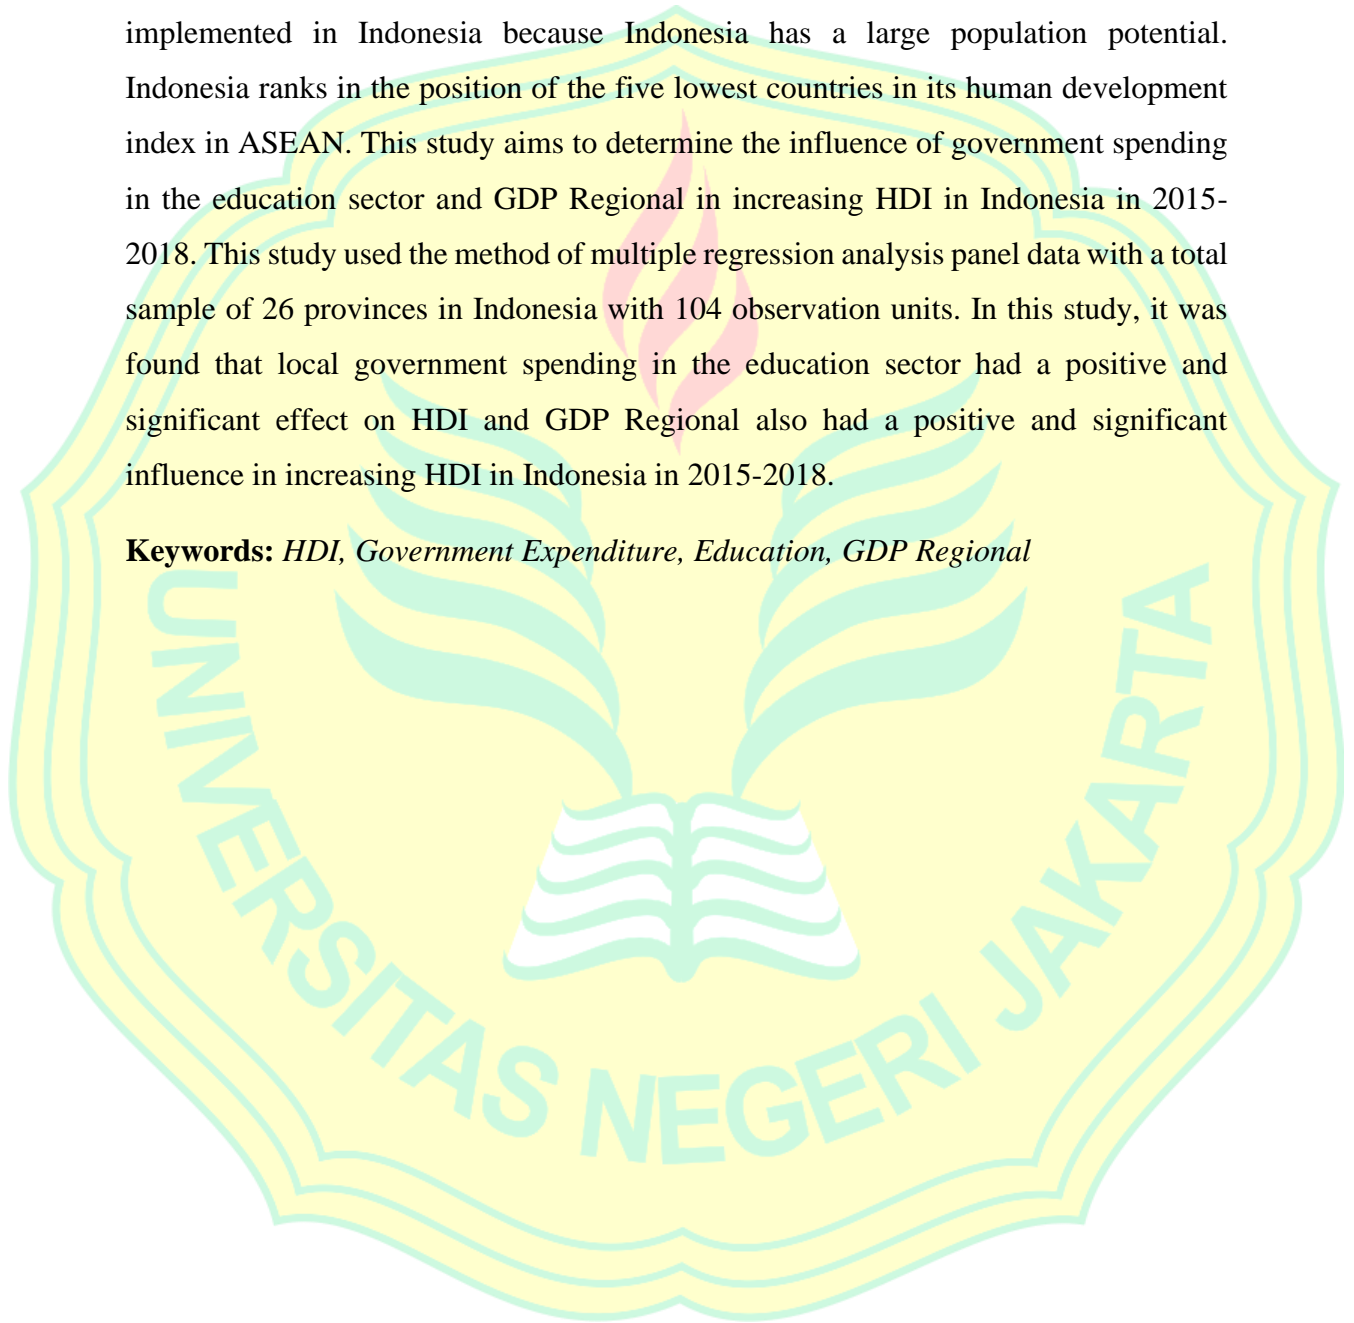 implemented in Indonesia because Indonesia has a large population potential.
Indonesia ranks in the position of the five lowest countries in its human development
index in ASEAN. This study aims to determine the influence of government spending
in the education sector and GDP Regional in increasing HDI in Indonesia in 2015-
2018. This study used the method of multiple regression analysis panel data with a total
sample of 26 provinces in Indonesia with 104 observation units. In this study, it was
found that local government spending in the education sector had a positive and
significant effect on HDI and GDP Regional also had a positive and significant
influence in increasing HDI in Indonesia in 2015-2018.
Keywords: HDI, Government Expenditure, Education, GDP Regional
UNIVERSITAS NEGERI JAKARTA